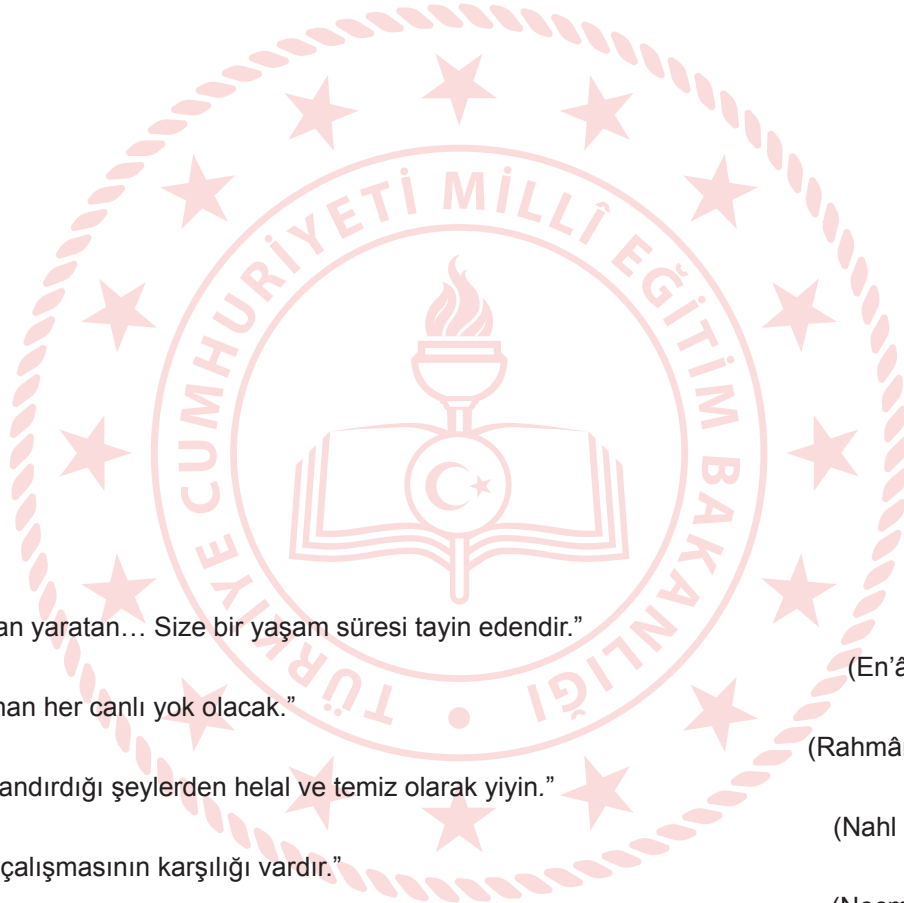 TÜRKİYE CUMHURİYETİ MİLLÎ EĞİTİM BAKANLIĞI
an yaratan… Size bir yaşam süresi tayin edendir.”
(En’â
nan her canlı yok olacak.”
(Rahmân
andırdığı şeylerden helal ve temiz olarak yiyin.”
(Nahl
çalışmasının karşılığı vardır.”